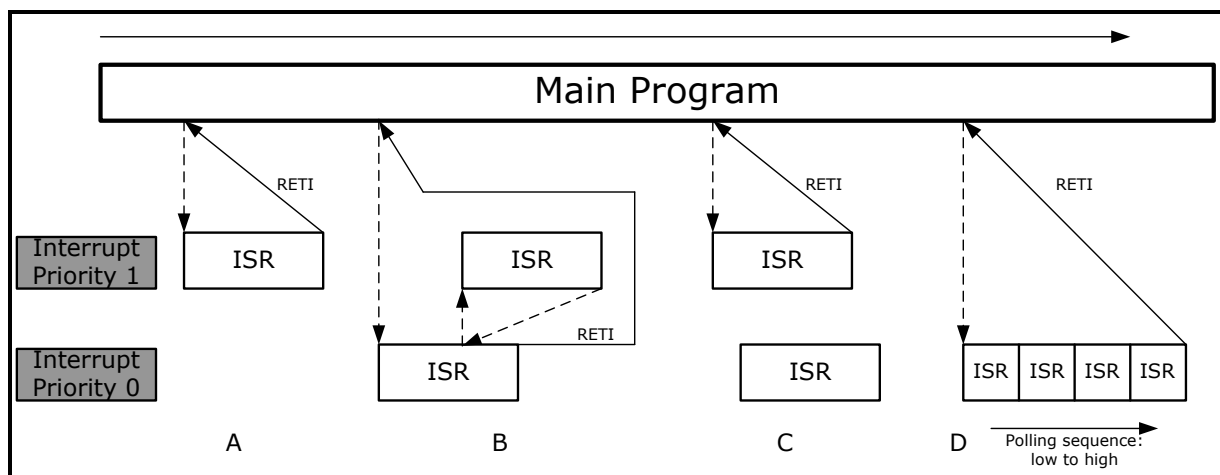 Main Program
RETI
RETI
Interrupt
Priority 1
ISR
ISR
ISR
RETI
Interrupt
Priority 0
ISR
ISR
ISR
ISR
ISR
ISR
A
B
C
D
Polling sequence:
low to high
RETI